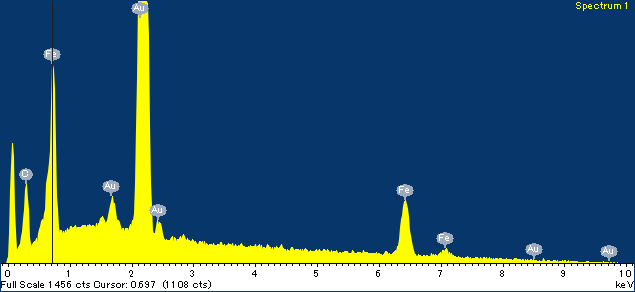 Spectrum 1
Au
Fe
Au
Au
Fe
Fe
Au
Au
0 1 2 3 4 5 6 7 8 9 10
Full Scale 1456 cts Cursor: 0.697 (1108 cts) keV